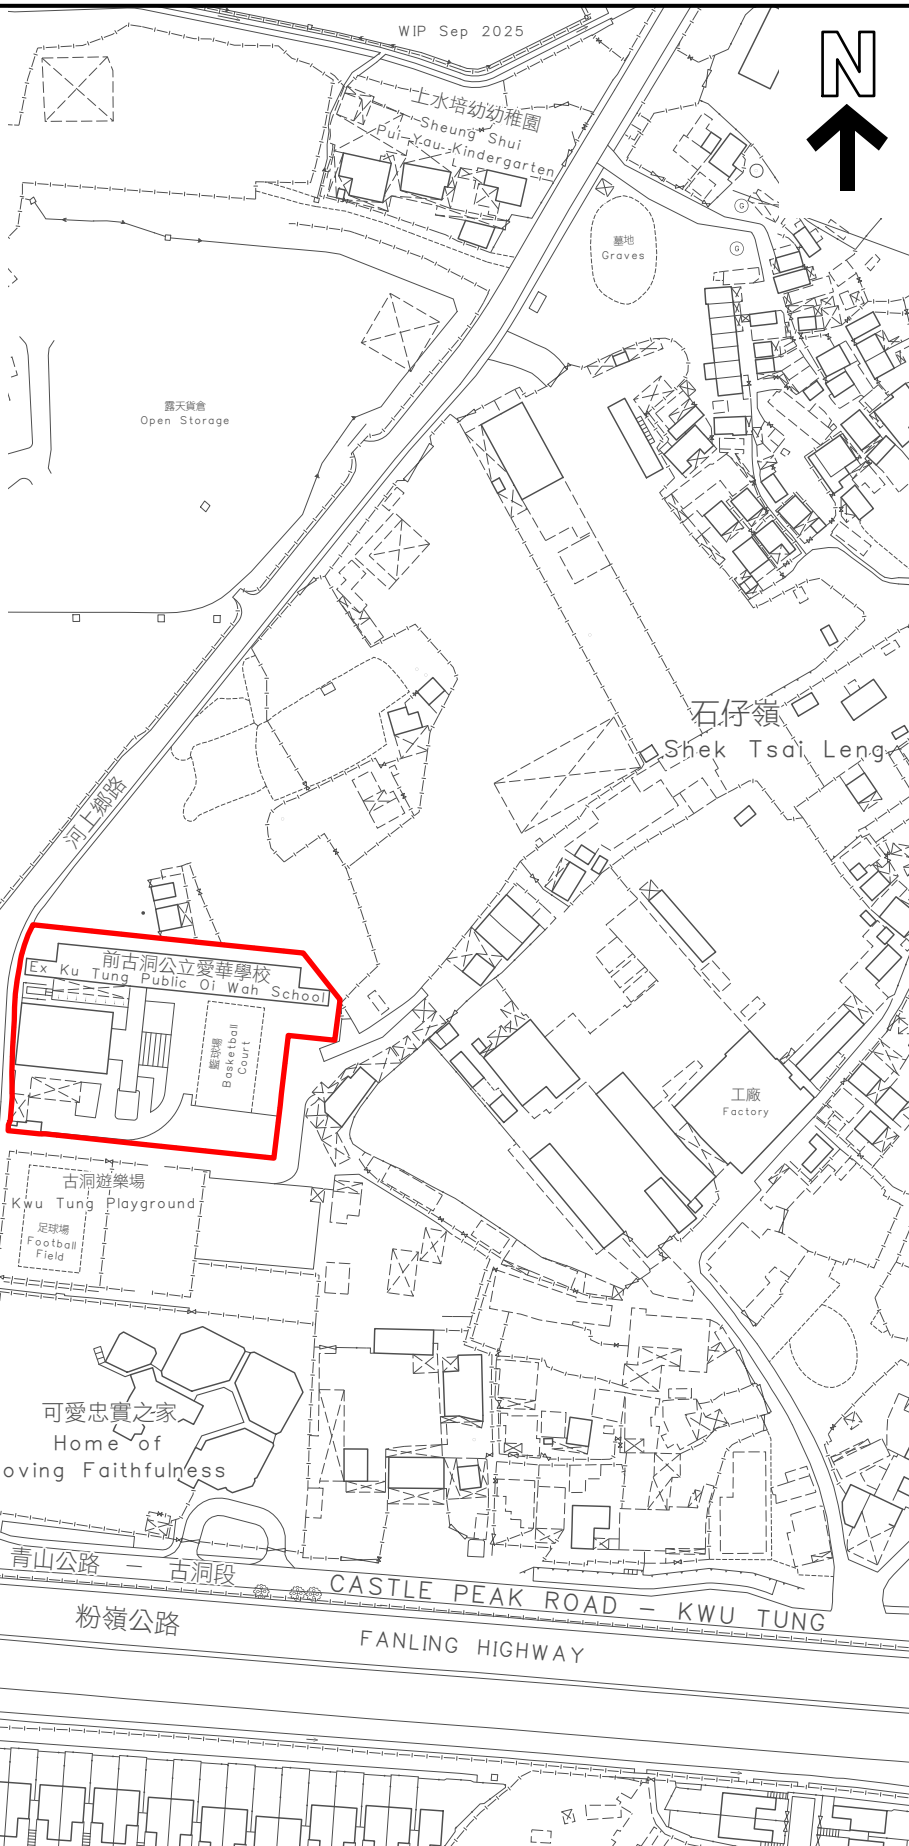 WIP Sep 2025
N
上水培幼幼稚園
Sheung Shui
Pui Yau Kindergarten
G
G
墓地
Graves
露天貨倉
Open Storage
石仔嶺
Shek Tsai Leng
河上鄉路
前古洞公立愛華學校
Ex Ku Tung Public Oi Wah School
籃球場
Basketball
Court
工廠
Factory
古洞遊樂場
Kwu Tung Playground
足球場
Football
Field
可愛忠實之家
Home of
oving Faithfulness
青山公路 — 古洞段
CASTLE PEAK ROAD — KWU TUNG
粉嶺公路
FANLING HIGHWAY